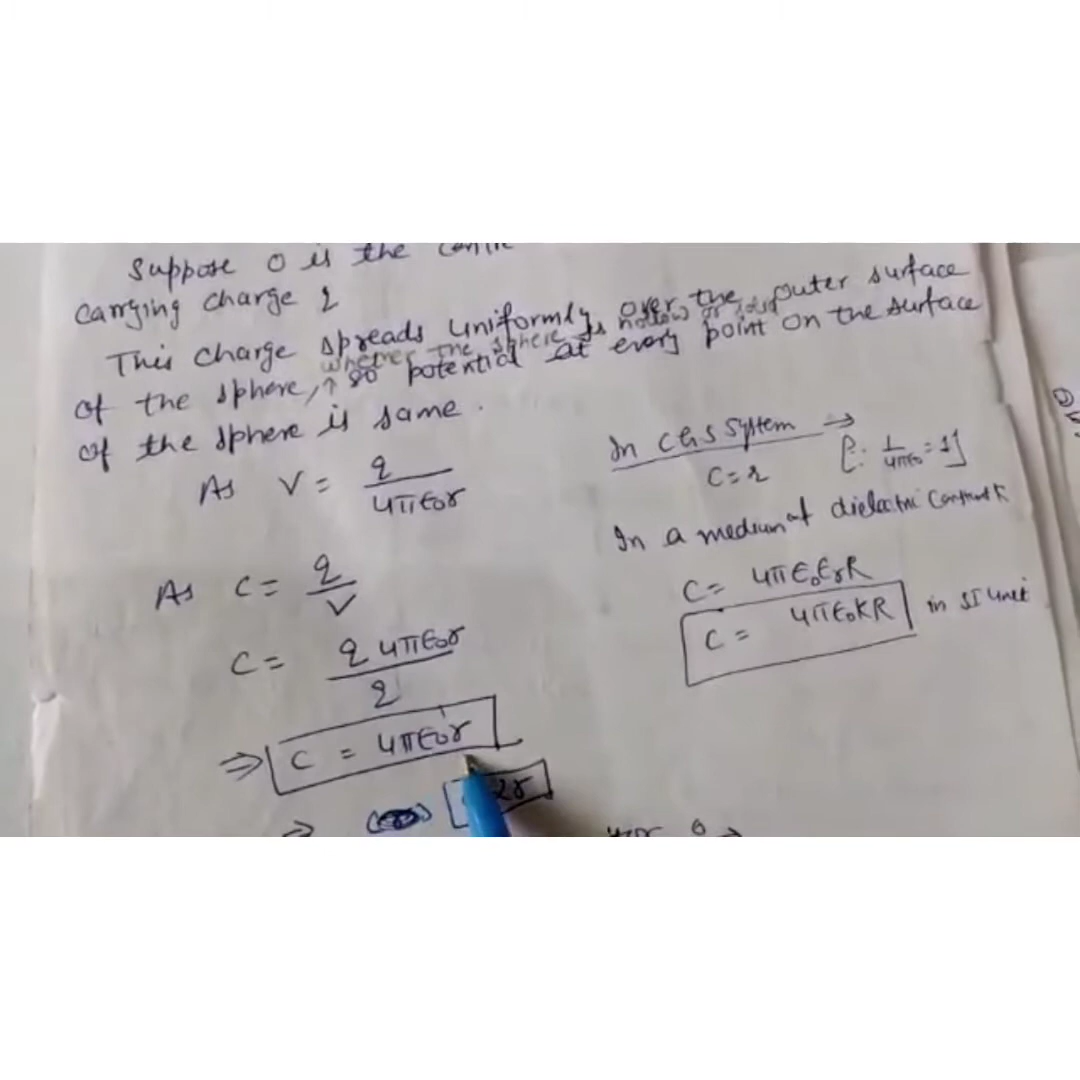 Suppose O is the
carrying charge q
This charge spreads uniformly over the outer surface
whether the sphere is hollow or solid
of the sphere, ↑ so potential at every point on the surface
of the sphere is same.
As V = q / 4πϵ₀r
As C = q / V
C = q 4πϵ₀r / q
⇒ C = 4πϵ₀r
⇒
In CGS System →
C = r [∵ 1/4πϵ₀ = 1]
In a medium of dielectric constant K
C = 4πϵ₀ϵᵣR
C = 4πϵ₀KR in SI unit